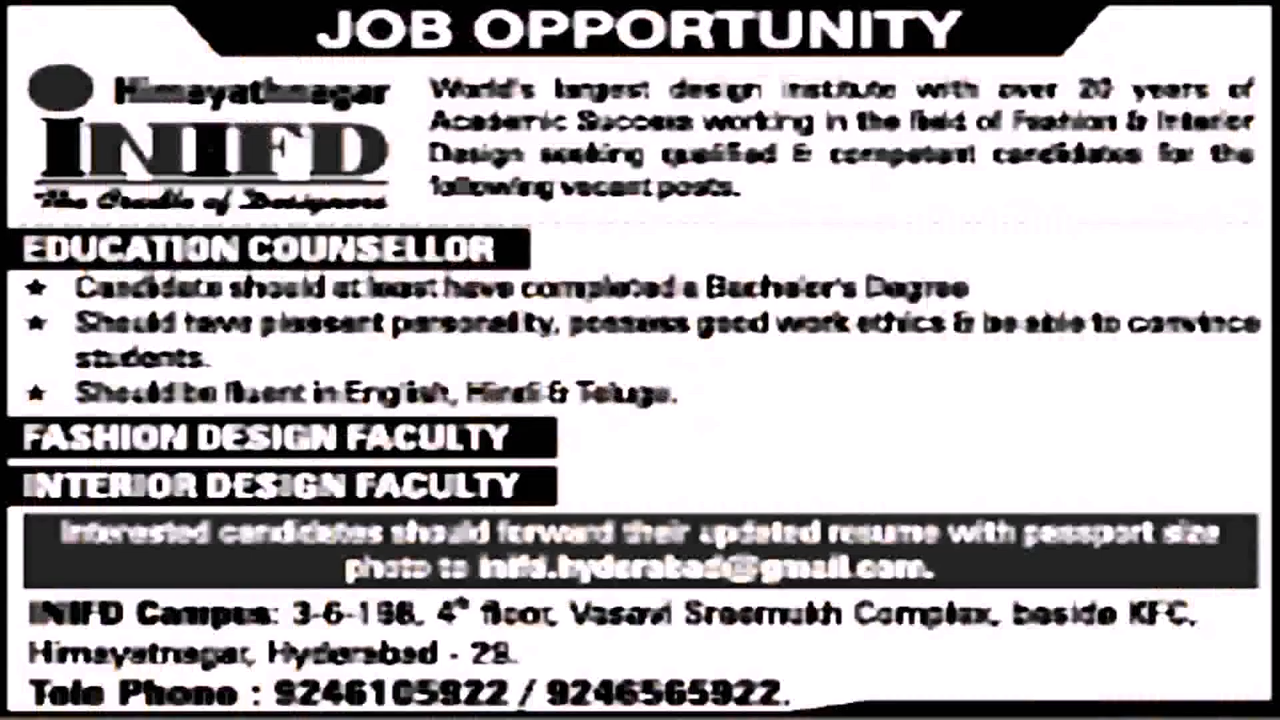 JOB OPPORTUNITY
Himayathnagar
INIFD
The Cradle of Designers
World's largest design institute with over 20 years of
Academic Success working in the field of Fashion & Interior
Design seeking qualified & competent candidates for the
following vacant posts.
EDUCATION COUNSELLOR
★ Candidate should at least have completed a Bachelor's Degree
★ Should have pleasant personality, possess good work ethics & be able to convince
students.
★ Should be fluent in English, Hindi & Telugu.
FASHION DESIGN FACULTY
INTERIOR DESIGN FACULTY
Interested candidates should forward their updated resume with passport size
photo to inifd.hyderabad@gmail.com.
INIFD Campus: 3-6-198, 4th floor, Vasavi Sreemukh Complex, beside KFC,
Himayatnagar, Hyderabad - 29.
Tele Phone : 9246105922 / 9246565922.